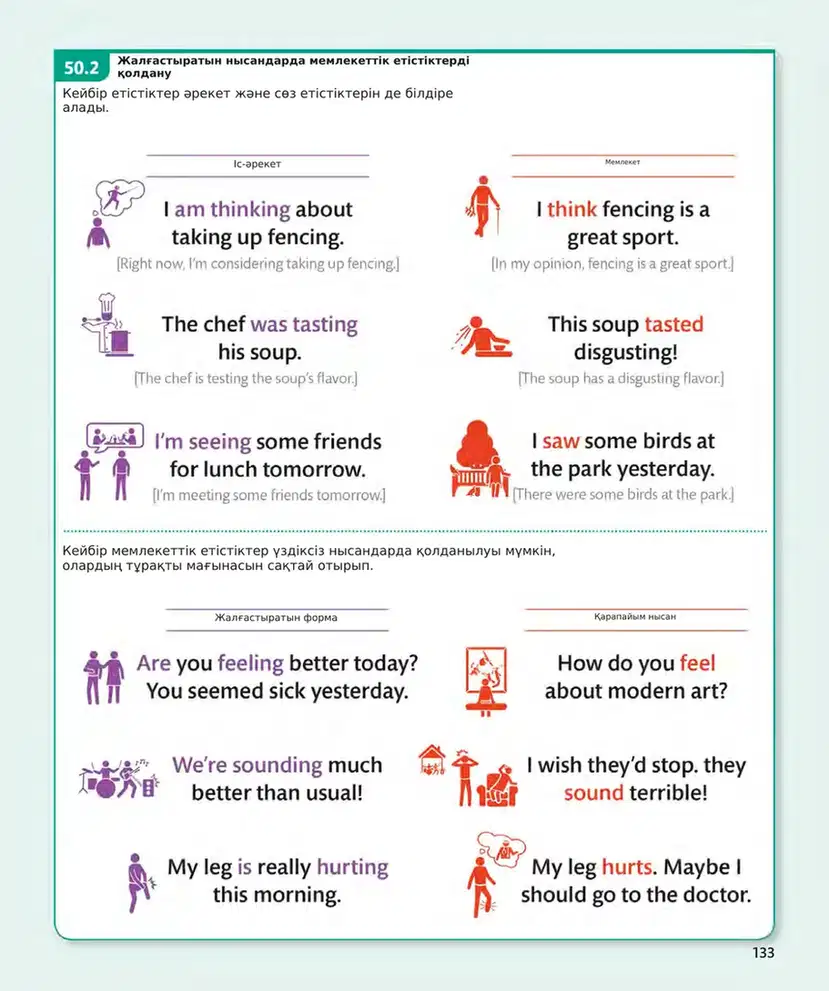 50.2
Жалғастыратын нысандарда мемлекеттік етістіктерді
қолдану
Кейбір етістіктер әрекет және сөз етістіктерін де білдіре
алады.
Іс-әрекет
Мемлекет
I am thinking about
taking up fencing.
[Right now, I'm considering taking up fencing.]
I think fencing is a
great sport.
[In my opinion, fencing is a great sport.]
The chef was tasting
his soup.
[The chef is testing the soup's flavor.]
This soup tasted
disgusting!
[The soup has a disgusting flavor.]
I'm seeing some friends
for lunch tomorrow.
[I'm meeting some friends tomorrow.]
I saw some birds at
the park yesterday.
[There were some birds at the park.]
Кейбір мемлекеттік етістіктер үздіксіз нысандарда қолданылуы мүмкін,
олардың тұрақты мағынасын сақтай отырып.
Жалғастыратын форма
Қарапайым нысан
Are you feeling better today?
You seemed sick yesterday.
How do you feel
about modern art?
We're sounding much
better than usual!
I wish they'd stop. they
sound terrible!
My leg is really hurting
this morning.
My leg hurts. Maybe I
should go to the doctor.
133